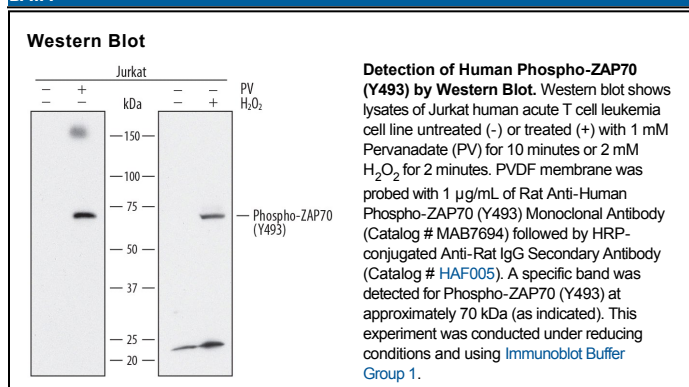 Western Blot
Jurkat
− + − − PV
− − kDa − + H₂O₂
150
100
75
Phospho-ZAP70
(Y493)
50
37
25
20
Detection of Human Phospho-ZAP70
(Y493) by Western Blot. Western blot shows
lysates of Jurkat human acute T cell leukemia
cell line untreated (-) or treated (+) with 1 mM
Pervanadate (PV) for 10 minutes or 2 mM
H₂O₂ for 2 minutes. PVDF membrane was
probed with 1 µg/mL of Rat Anti-Human
Phospho-ZAP70 (Y493) Monoclonal Antibody
(Catalog # MAB7694) followed by HRP-
conjugated Anti-Rat IgG Secondary Antibody
(Catalog # HAF005). A specific band was
detected for Phospho-ZAP70 (Y493) at
approximately 70 kDa (as indicated). This
experiment was conducted under reducing
conditions and using Immunoblot Buffer
Group 1.